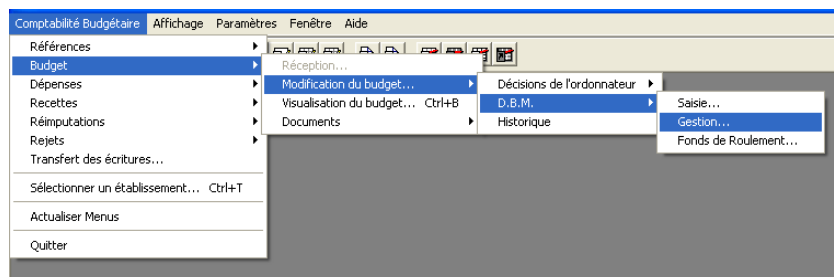 Comptabilité Budgétaire Affichage Paramètres Fenêtre Aide
Références
Budget
Dépenses
Recettes
Réimputations
Rejets
Transfert des écritures...
Sélectionner un établissement... Ctrl+T
Actualiser Menus
Quitter
Réception...
Modification du budget...
Visualisation du budget... Ctrl+B
Documents
Décisions de l'ordonnateur
D.B.M.
Historique
Saisie...
Gestion...
Fonds de Roulement...